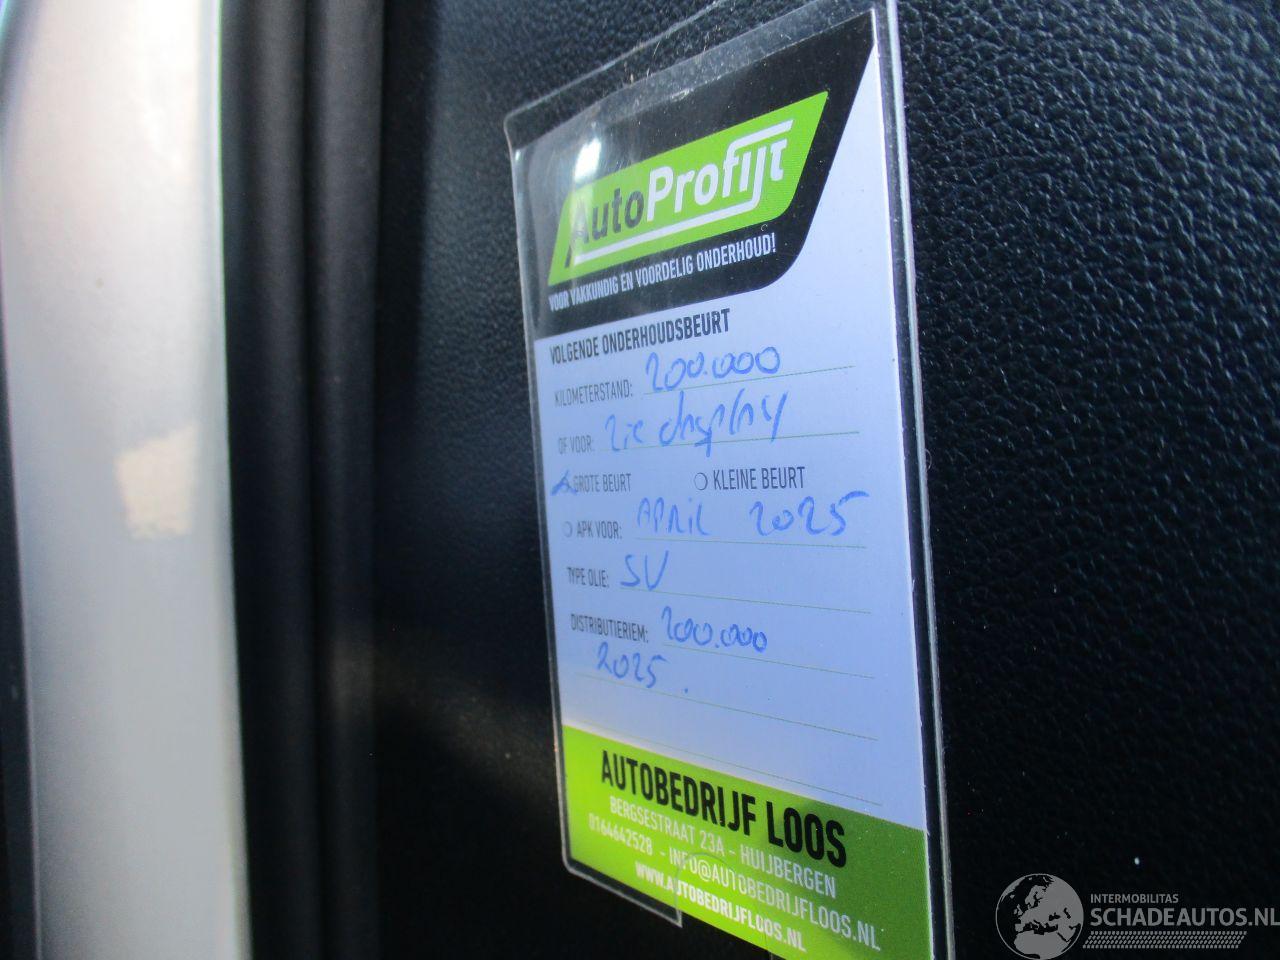 AutoProfijt
VOOR VAKKUNDIG EN VOORDELIG ONDERHOUD!
VOLGENDE ONDERHOUDSBEURT
KILOMETERSTAND: 200.000
OF VOOR: Zie display
GROTE BEURT KLEINE BEURT
APK VOOR: APRIL 2025
TYPE OLIE: SV
DISTRIBUTIERIEM: 200.000
2025.
AUTOBEDRIJF LOOS
BERGSESTRAAT 23A - HUIJBERGEN
0164642528 - INFO@AUTOBEDRIJFLOOS.NL
WWW.AUTOBEDRIJFLOOS.NL
INTERMOBILITAS
SCHADEAUTOS.NL